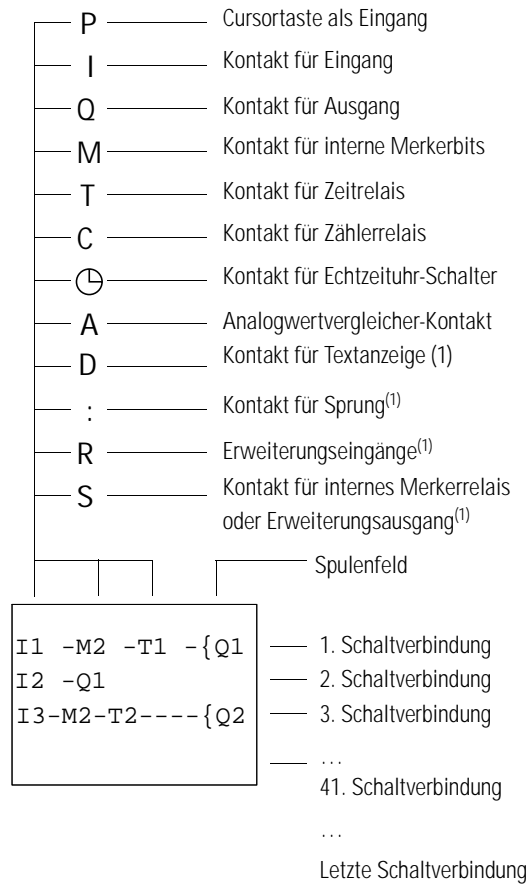 P Cursortaste als Eingang
I Kontakt für Eingang
Q Kontakt für Ausgang
M Kontakt für interne Merkerbits
T Kontakt für Zeitrelais
C Kontakt für Zählerrelais
Kontakt für Echtzeituhr-Schalter
A Analogwertvergleicher-Kontakt
D Kontakt für Textanzeige (1)
: Kontakt für Sprung(1)
R Erweiterungseingänge(1)
S Kontakt für internes Merkerrelais
oder Erweiterungsausgang(1)
Spulenfeld
I1 -M2 -T1 -{Q1 1. Schaltverbindung
I2 -Q1 2. Schaltverbindung
I3-M2-T2----{Q2 3. Schaltverbindung
...
41. Schaltverbindung
...
Letzte Schaltverbindung